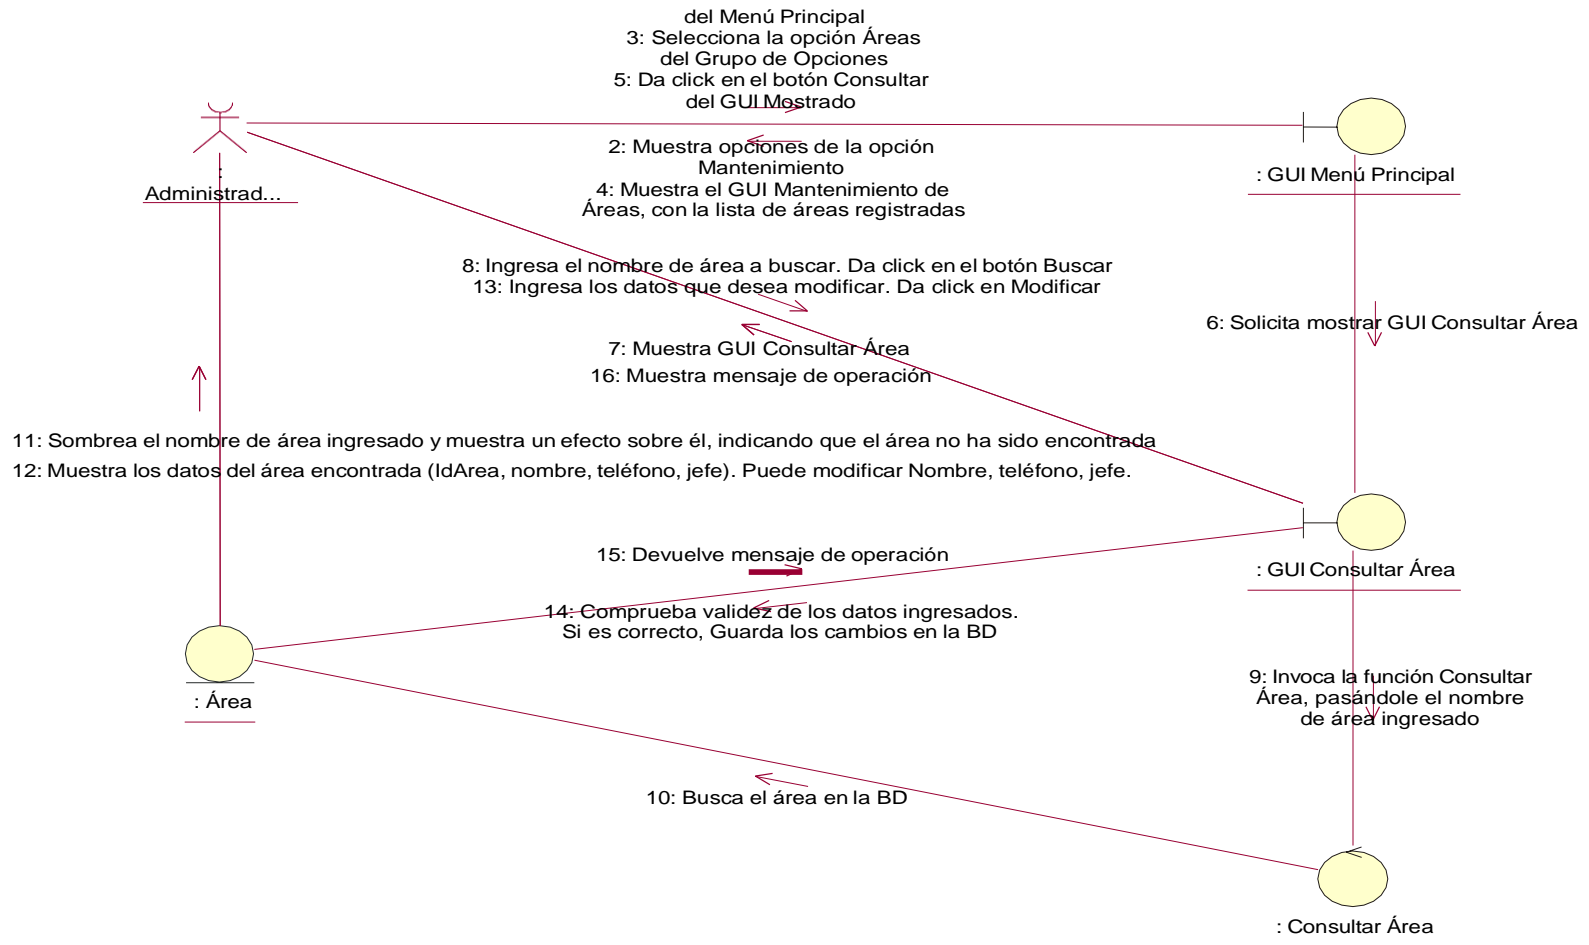 del Menú Principal
3: Selecciona la opción Áreas
del Grupo de Opciones
5: Da click en el botón Consultar
del GUI Mostrado
2: Muestra opciones de la opción
Mantenimiento
4: Muestra el GUI Mantenimiento de
Áreas, con la lista de áreas registradas
:
Administrad...
: GUI Menú Principal
8: Ingresa el nombre de área a buscar. Da click en el botón Buscar
13: Ingresa los datos que desea modificar. Da click en Modificar
6: Solicita mostrar GUI Consultar Área
7: Muestra GUI Consultar Área
16: Muestra mensaje de operación
11: Sombrea el nombre de área ingresado y muestra un efecto sobre él, indicando que el área no ha sido encontrada
12: Muestra los datos del área encontrada (IdArea, nombre, teléfono, jefe). Puede modificar Nombre, teléfono, jefe.
15: Devuelve mensaje de operación
: GUI Consultar Área
14: Comprueba validez de los datos ingresados.
Si es correcto, Guarda los cambios en la BD
: Área
9: Invoca la función Consultar
Área, pasándole el nombre
de área ingresado
10: Busca el área en la BD
: Consultar Área